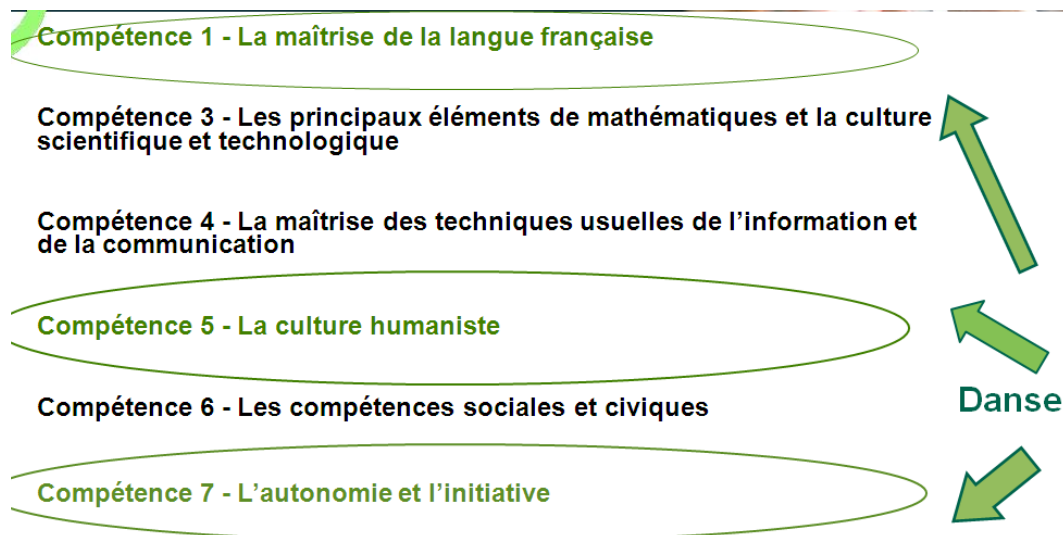 Compétence 1 - La maîtrise de la langue française
Compétence 3 - Les principaux éléments de mathématiques et la culture
scientifique et technologique
Compétence 4 - La maîtrise des techniques usuelles de l’information et
de la communication
Compétence 5 - La culture humaniste
Danse
Compétence 6 - Les compétences sociales et civiques
Compétence 7 - L’autonomie et l’initiative